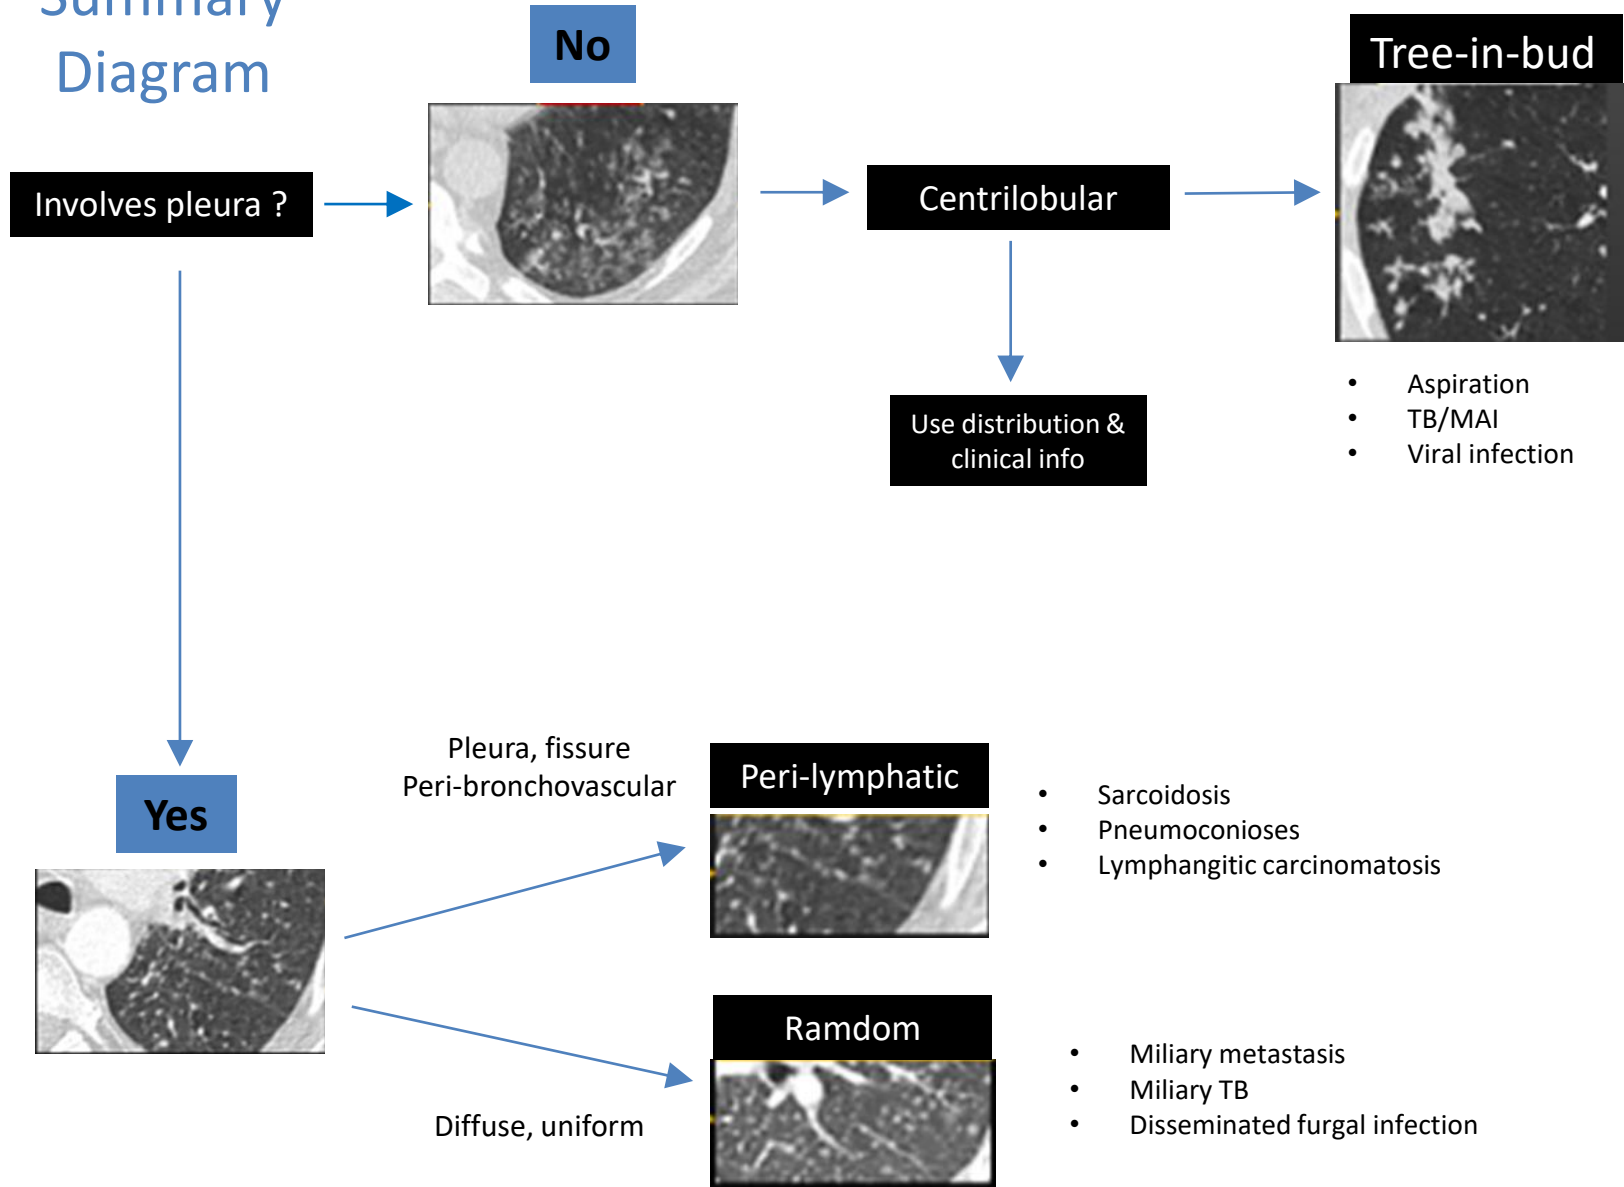 Summary
Diagram
No
Tree-in-bud
Involves pleura ?
Centrilobular
Use distribution &
clinical info
• Aspiration
• TB/MAI
• Viral infection
Yes
Pleura, fissure
Peri-bronchovascular
Peri-lymphatic
• Sarcoidosis
• Pneumoconioses
• Lymphangitic carcinomatosis
Ramdom
Diffuse, uniform
• Miliary metastasis
• Miliary TB
• Disseminated furgal infection